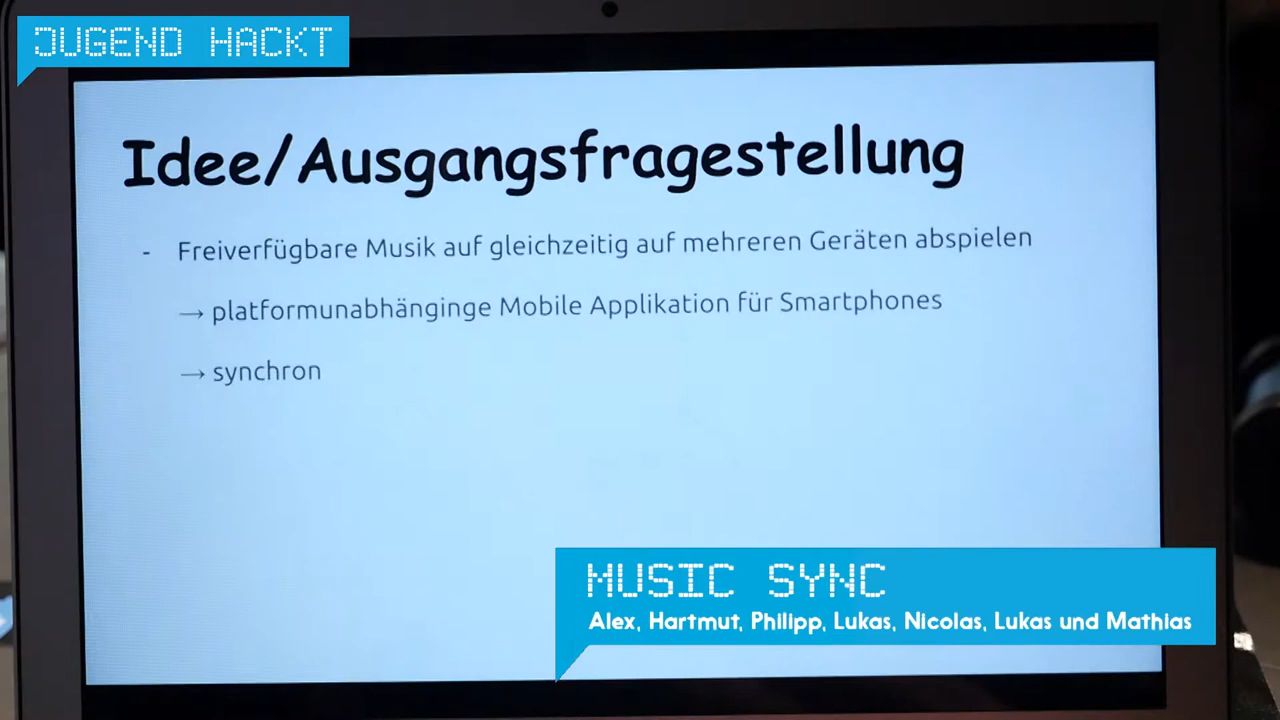 JUGEND HACKT
Idee/Ausgangsfragestellung
- Freiverfügbare Musik auf gleichzeitig auf mehreren Geräten abspielen
→ platformunabhänginge Mobile Applikation für Smartphones
→ synchron
MUSIC SYNC
Alex, Hartmut, Philipp, Lukas, Nicolas, Lukas und Mathias